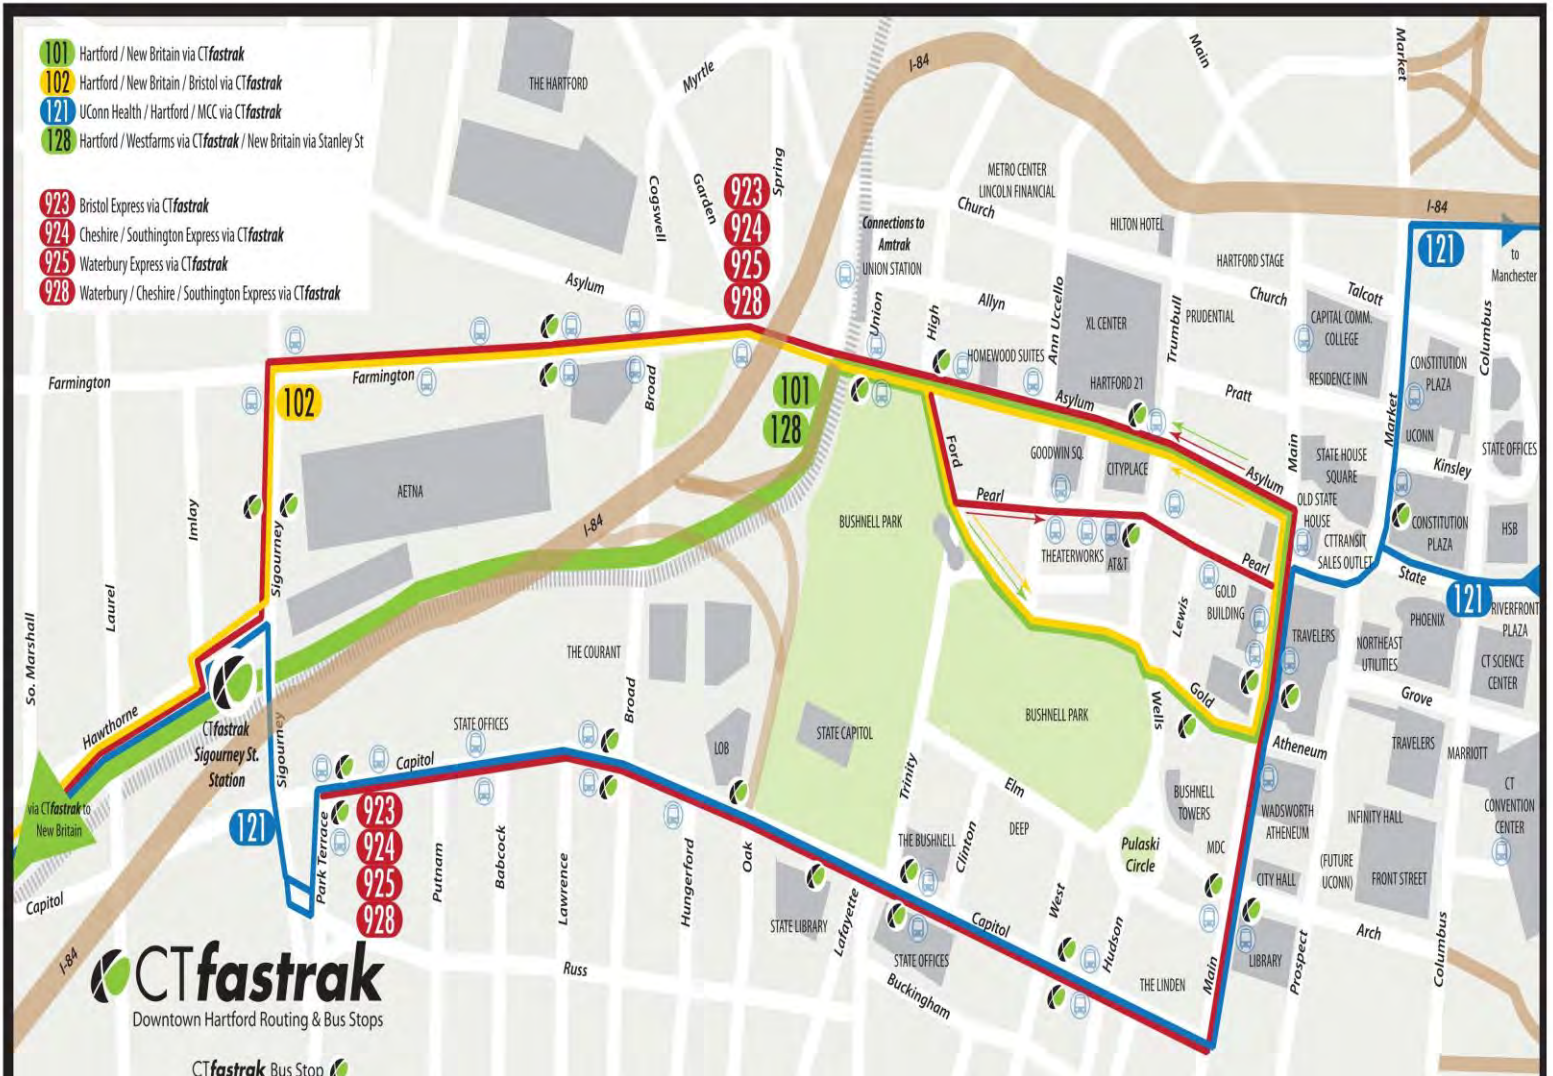 101 Hartford / New Britain via CTfastrak
102 Hartford / New Britain / Bristol via CTfastrak
121 UConn Health / Hartford / MCC via CTfastrak
128 Hartford / Westfarms via CTfastrak / New Britain via Stanley St
923 Bristol Express via CTfastrak
924 Cheshire / Southington Express via CTfastrak
925 Waterbury Express via CTfastrak
928 Waterbury / Cheshire / Southington Express via CTfastrak
THE HARTFORD
Myrtle
I-84
Main
Market
Cogswell
Garden
Spring
923
924
925
928
METRO CENTER
LINCOLN FINANCIAL
Church
Connections to
Amtrak
UNION STATION
HILTON HOTEL
HARTFORD STAGE
Church
Talcott
I-84
121
to
Manchester
Asylum
Union
High
Allyn
Ann Uccello
XL CENTER
Trumbull
PRUDENTIAL
CAPITAL COMM.
COLLEGE
RESIDENCE INN
CONSTITUTION
PLAZA
Columbus
Farmington
Farmington
102
Broad
101
128
HOMEWOOD SUITES
HARTFORD 21
Asylum
Pratt
Main
Market
UCONN
Kinsley
STATE OFFICES
AETNA
Imlay
Sigourney
I-84
BUSHNELL PARK
Ford
Pearl
GOODWIN SQ.
CITYPLACE
Asylum
STATE HOUSE
SQUARE
OLD STATE
HOUSE
CTTRANSIT
SALES OUTLET
CONSTITUTION
PLAZA
HSB
THEATERWORKS
AT&T
Pearl
State
121
RIVERFRONT
PLAZA
So. Marshall
Laurel
Lewis
GOLD
BUILDING
TRAVELERS
NORTHEAST
UTILITIES
PHOENIX
CT SCIENCE
CENTER
Hawthorne
CTfastrak
Sigourney St.
Station
Sigourney
THE COURANT
Broad
STATE OFFICES
LOB
STATE CAPITOL
BUSHNELL PARK
Wells
Gold
Grove
Atheneum
TRAVELERS
MARRIOTT
CT
CONVENTION
CENTER
via CTfastrak to
New Britain
Capitol
121
Park Terrace
Capitol
923
924
925
928
Putnam
Babcock
Lawrence
Hungerford
Oak
Trinity
Elm
DEEP
THE BUSHNELL
Clinton
Pulaski
Circle
BUSHNELL
TOWERS
MDC
WADSWORTH
ATHENEUM
CITY HALL
INFINITY HALL
(FUTURE
UCONN)
FRONT STREET
STATE LIBRARY
Lafayette
STATE OFFICES
Capitol
West
Hudson
Main
LIBRARY
Prospect
Arch
Columbus
I-84
Russ
Buckingham
THE LINDEN
CTfastrak
Downtown Hartford Routing & Bus Stops
CTfastrak Bus Stop